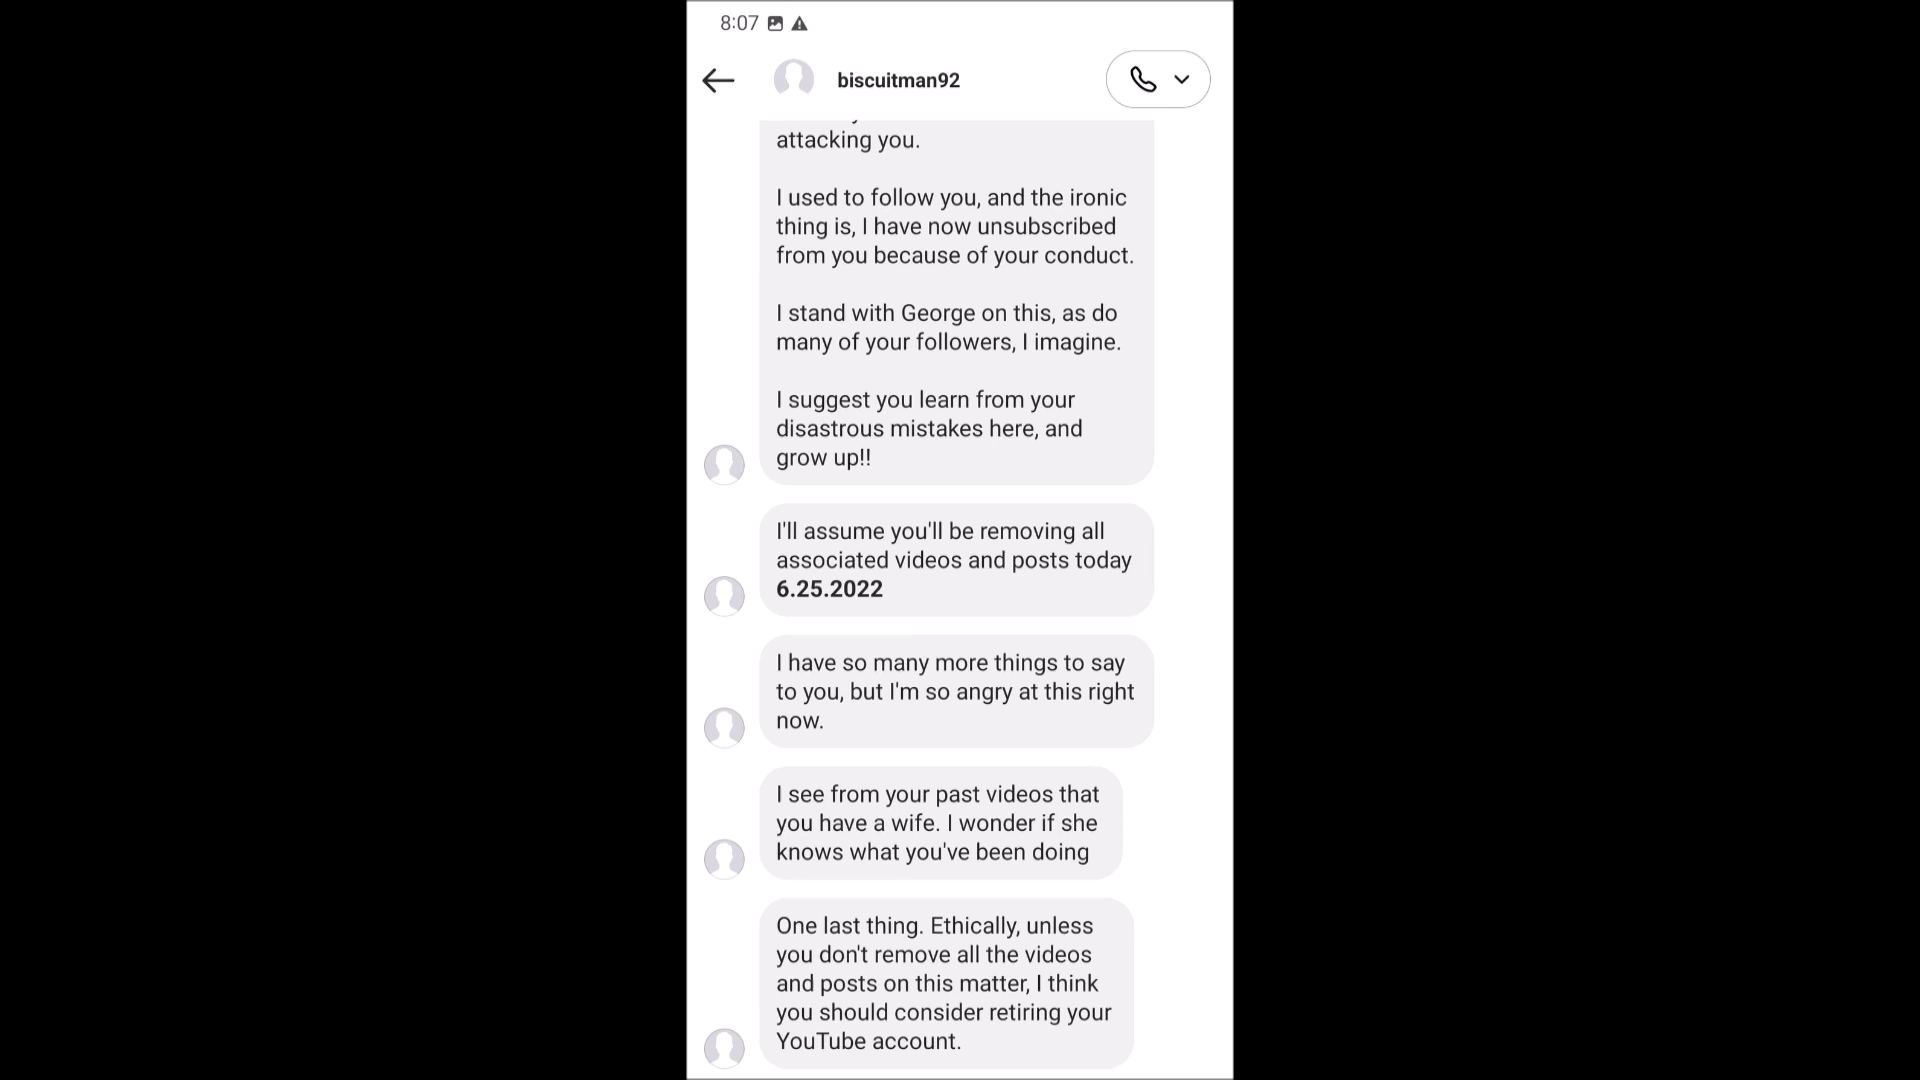 8:07
biscuitman92
attacking you.
I used to follow you, and the ironic
thing is, I have now unsubscribed
from you because of your conduct.
I stand with George on this, as do
many of your followers, I imagine.
I suggest you learn from your
disastrous mistakes here, and
grow up!!
I'll assume you'll be removing all
associated videos and posts today
6.25.2022
I have so many more things to say
to you, but I'm so angry at this right
now.
I see from your past videos that
you have a wife. I wonder if she
knows what you've been doing
One last thing. Ethically, unless
you don't remove all the videos
and posts on this matter, I think
you should consider retiring your
YouTube account.